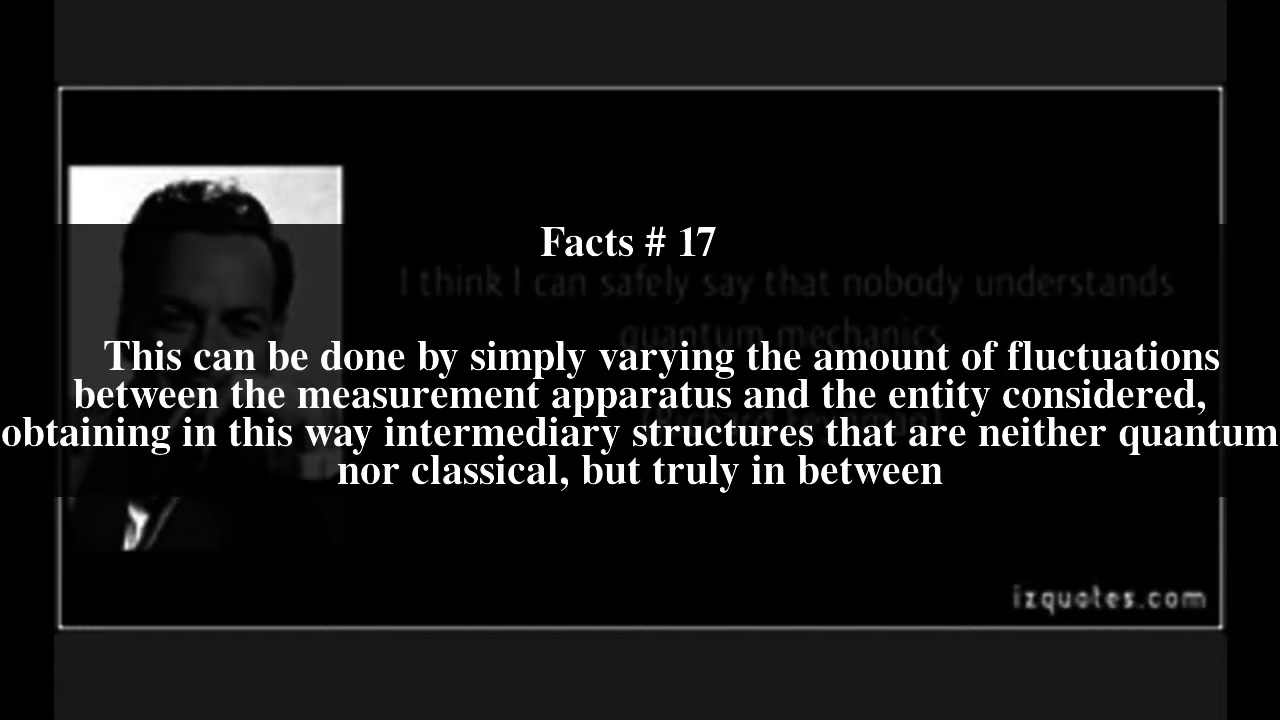 Facts # 17
I think I can safely say that nobody understands
quantum mechanics
This can be done by simply varying the amount of fluctuations
between the measurement apparatus and the entity considered,
obtaining in this way intermediary structures that are neither quantum
nor classical, but truly in between
izquotes.com